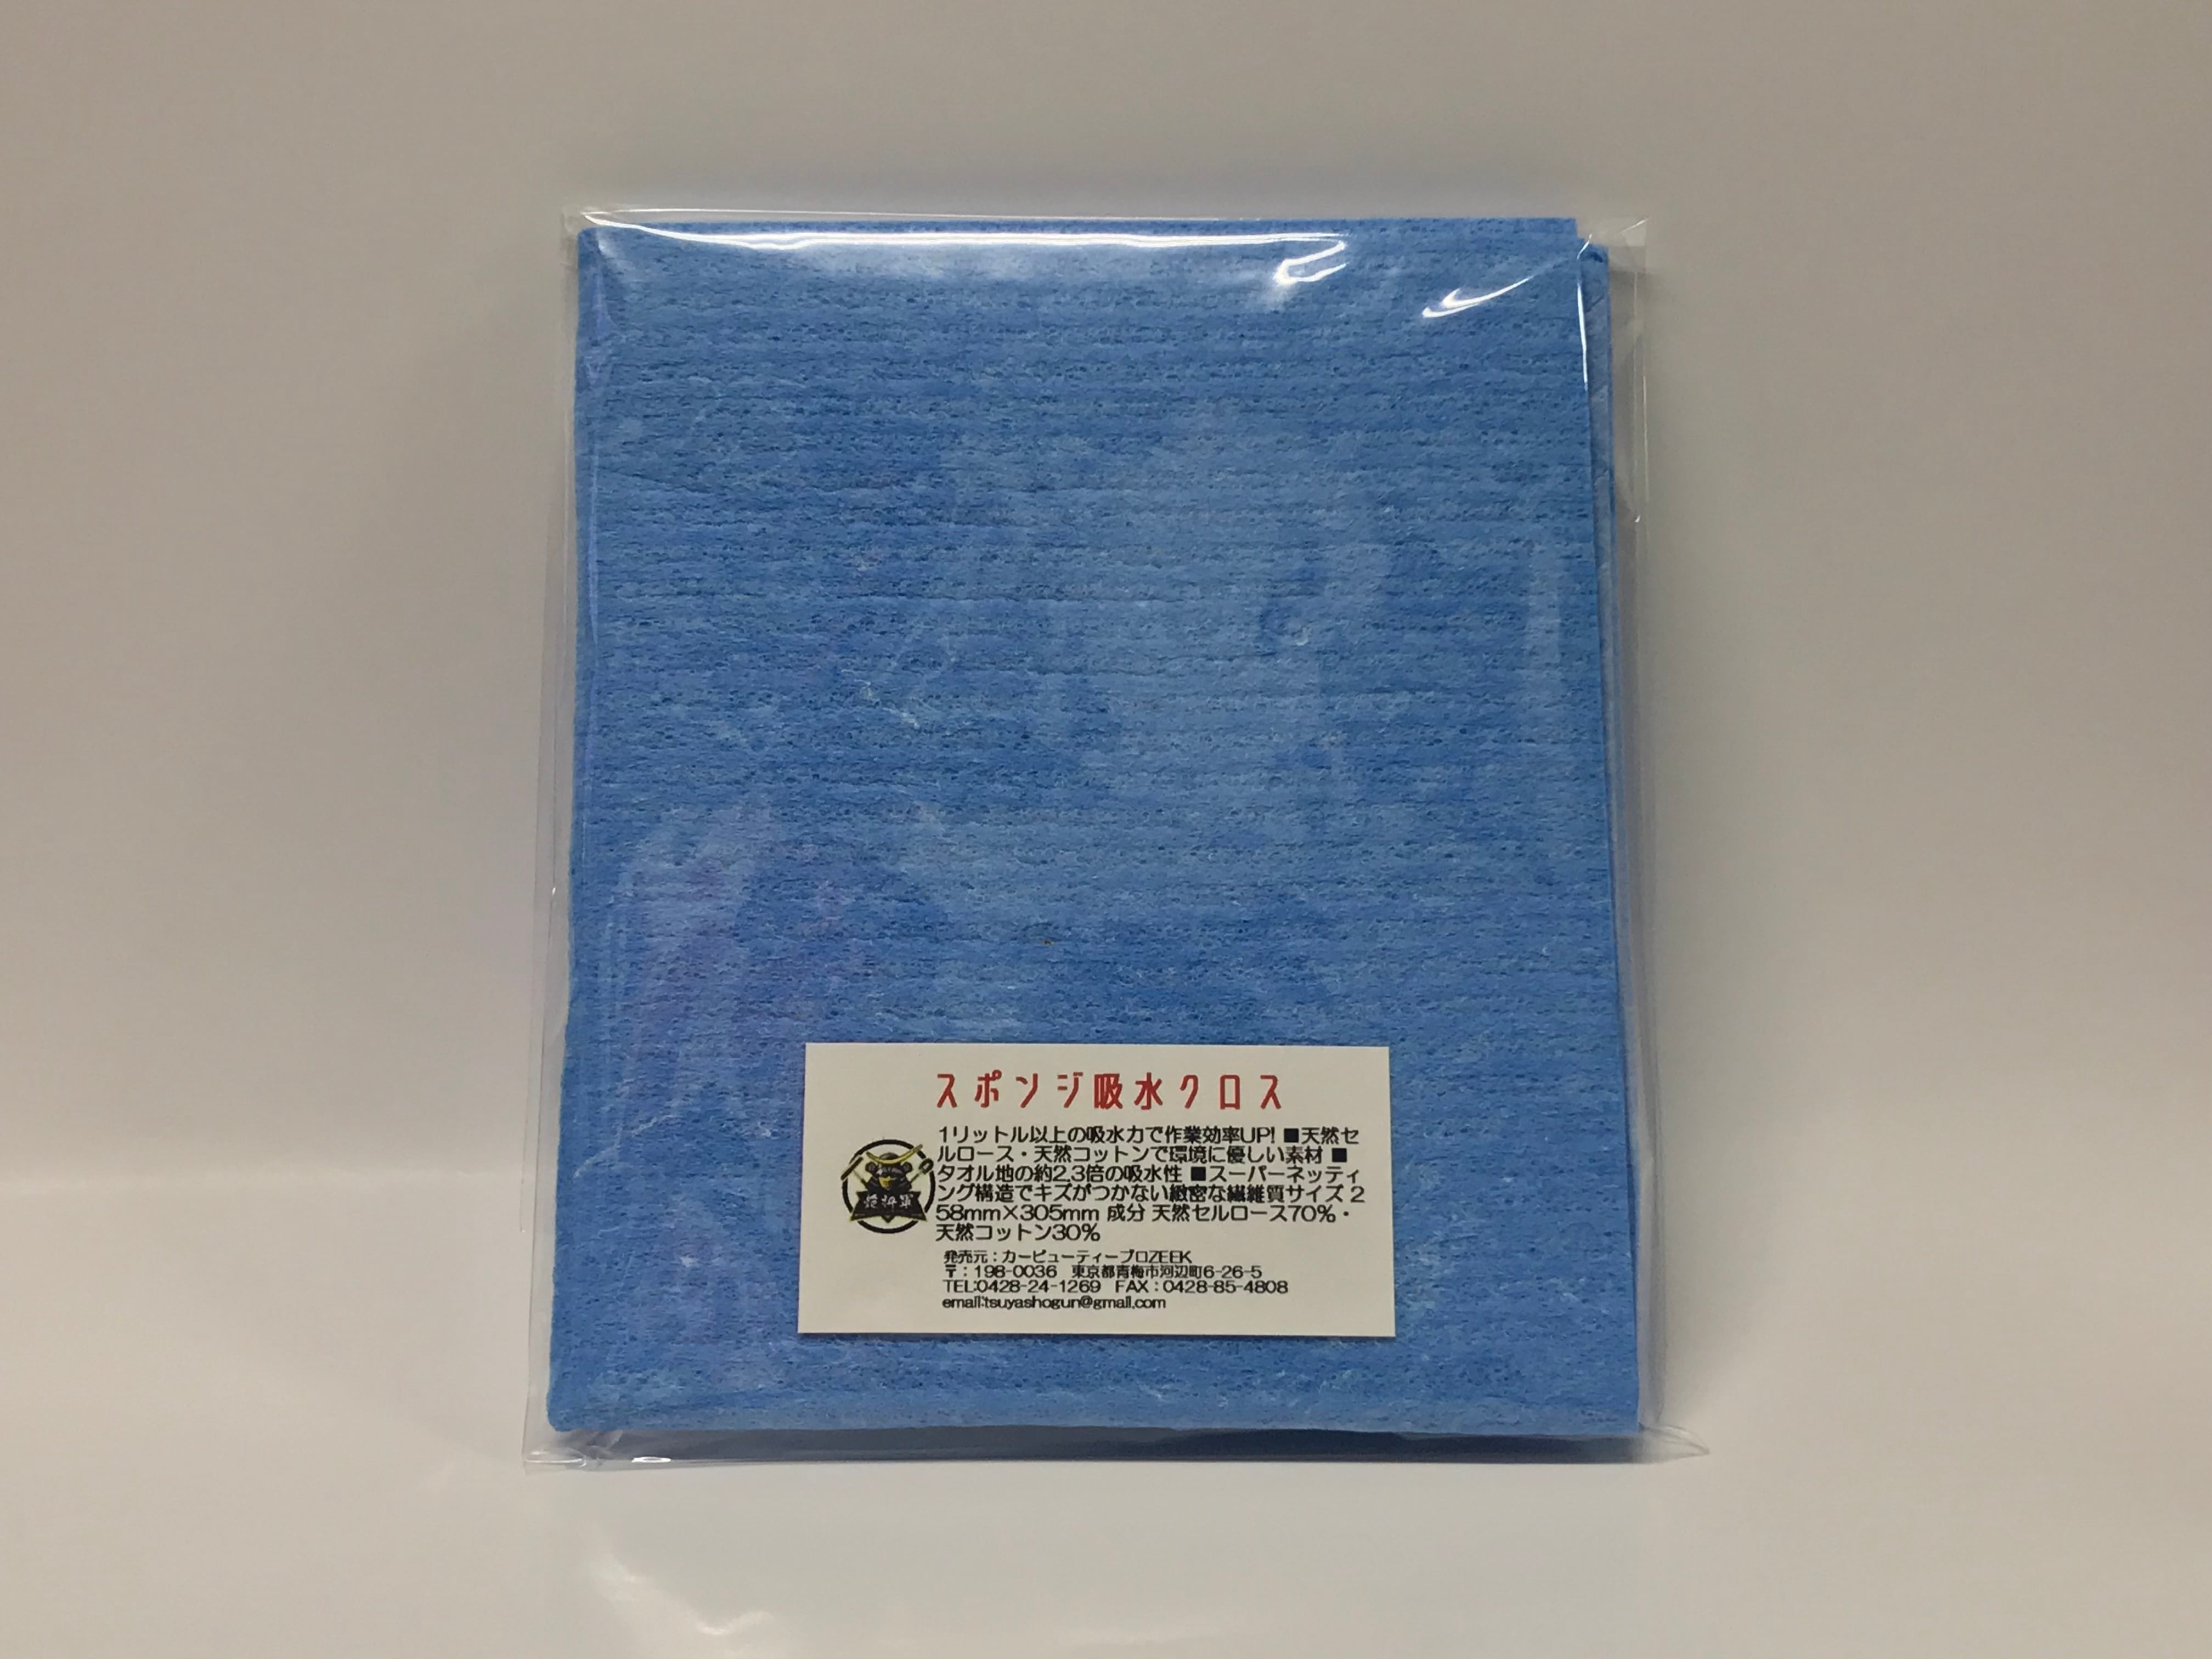 スポンジ吸水クロス
1リットル以上の吸水力で作業効率UP! ■天然セ
ルロース・天然コットンで環境に優しい素材 ■
タオル地の約2.3倍の吸水性 ■スーパーネッティ
ング構造でキズがつかない緻密な繊維質サイズ 2
58mm×305mm 成分 天然セルロース70%・
天然コットン30%
艶将軍
発売元：カービューティープロZEEK
〒：198-0036 東京都青梅市河辺町6-26-5
TEL:0428-24-1269 FAX：0428-85-4808
email:tsuyashogun@gmail.com